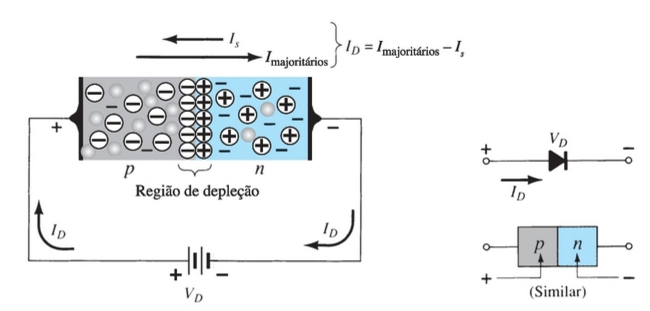 I_s
I_majoritários
I_D = I_majoritários – I_s
+
–
p
n
Região de depleção
I_D
I_D
+
–
V_D
V_D
+
–
I_D
p
n
+
–
(Similar)